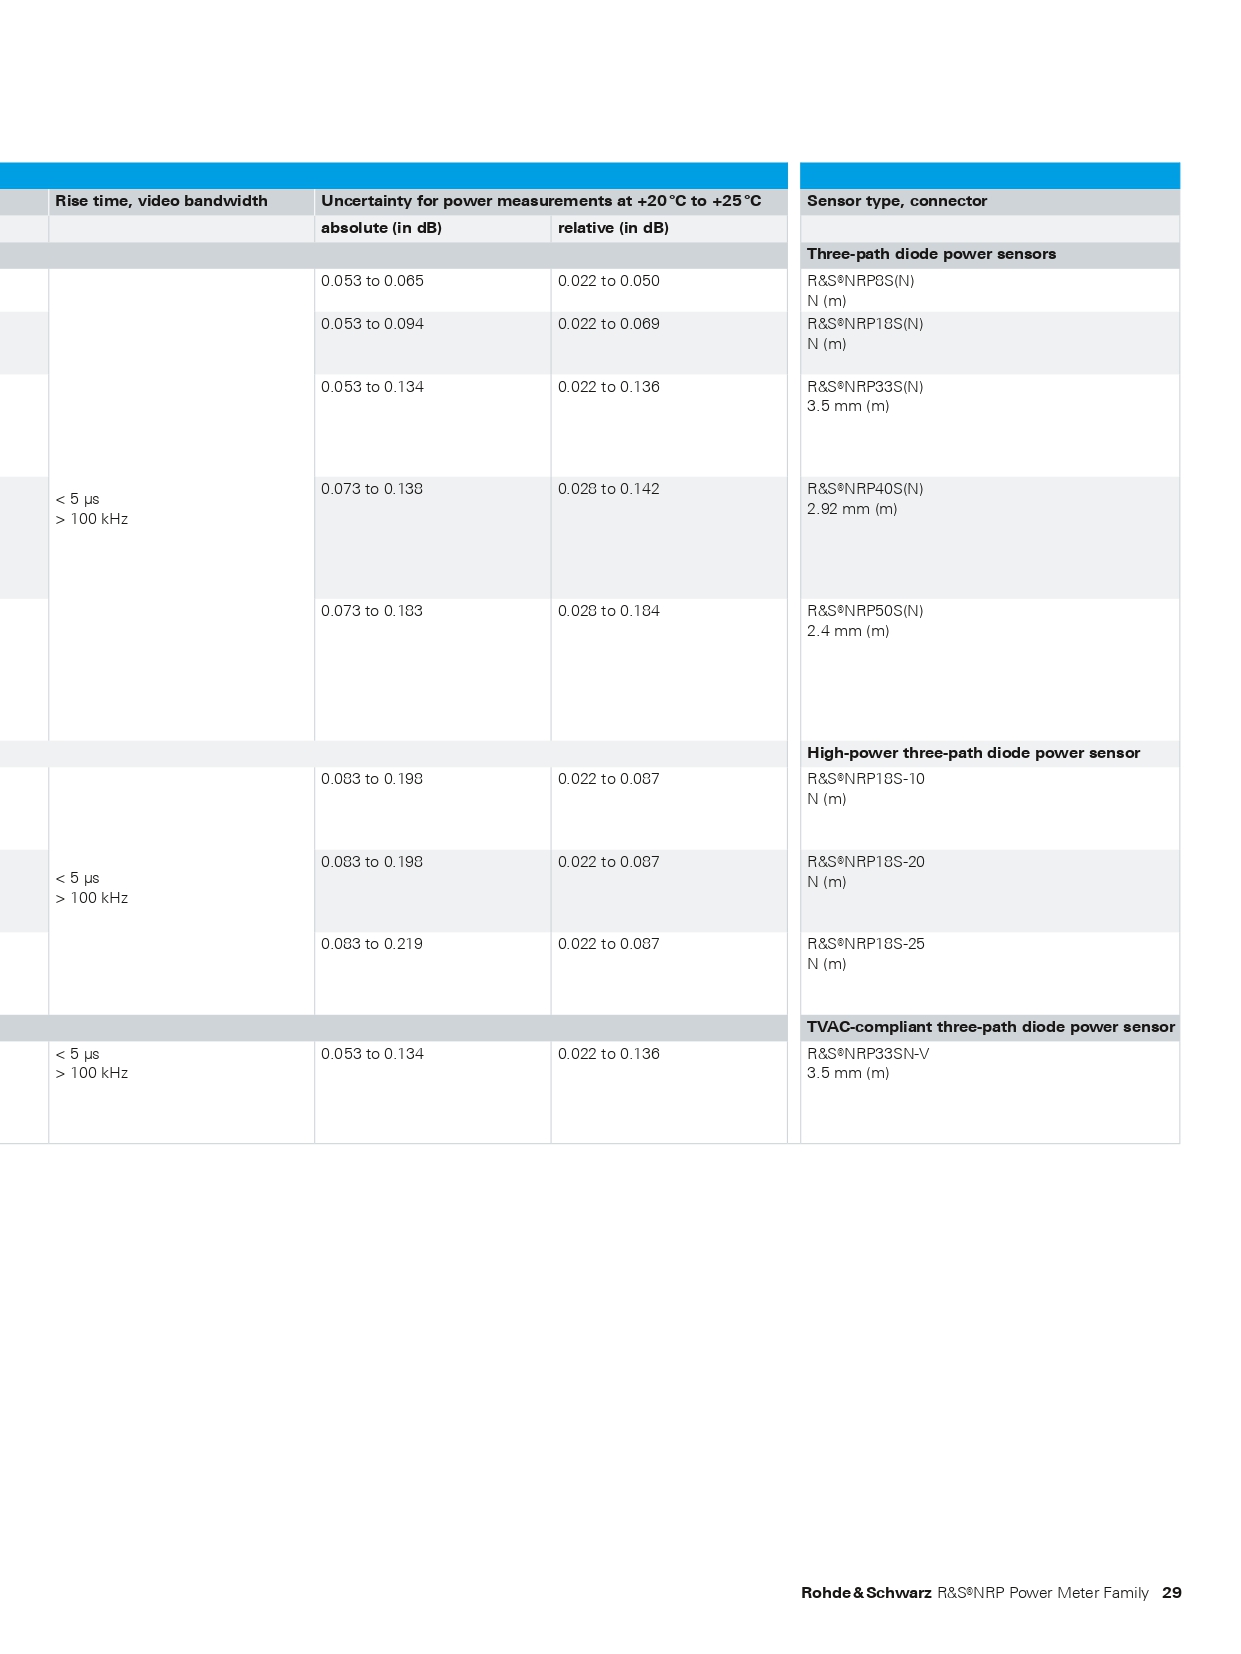 Rise time, video bandwidth Uncertainty for power measurements at +20 °C to +25 °C Sensor type, connector
absolute (in dB) relative (in dB)
Three-path diode power sensors
0.053 to 0.065 0.022 to 0.050 R&S®NRP8S(N)
N (m)
0.053 to 0.094 0.022 to 0.069 R&S®NRP18S(N)
N (m)
0.053 to 0.134 0.022 to 0.136 R&S®NRP33S(N)
3.5 mm (m)
0.073 to 0.138 0.028 to 0.142 R&S®NRP40S(N)
< 5 µs
2.92 mm (m)
> 100 kHz
0.073 to 0.183 0.028 to 0.184 R&S®NRP50S(N)
2.4 mm (m)
High-power three-path diode power sensor
0.083 to 0.198 0.022 to 0.087 R&S®NRP18S-10
N (m)
0.083 to 0.198 0.022 to 0.087 R&S®NRP18S-20
< 5 µs
N (m)
> 100 kHz
0.083 to 0.219 0.022 to 0.087 R&S®NRP18S-25
N (m)
TVAC-compliant three-path diode power sensor
< 5 µs 0.053 to 0.134 0.022 to 0.136 R&S®NRP33SN-V
> 100 kHz 3.5 mm (m)
Rohde & Schwarz R&S®NRP Power Meter Family 29